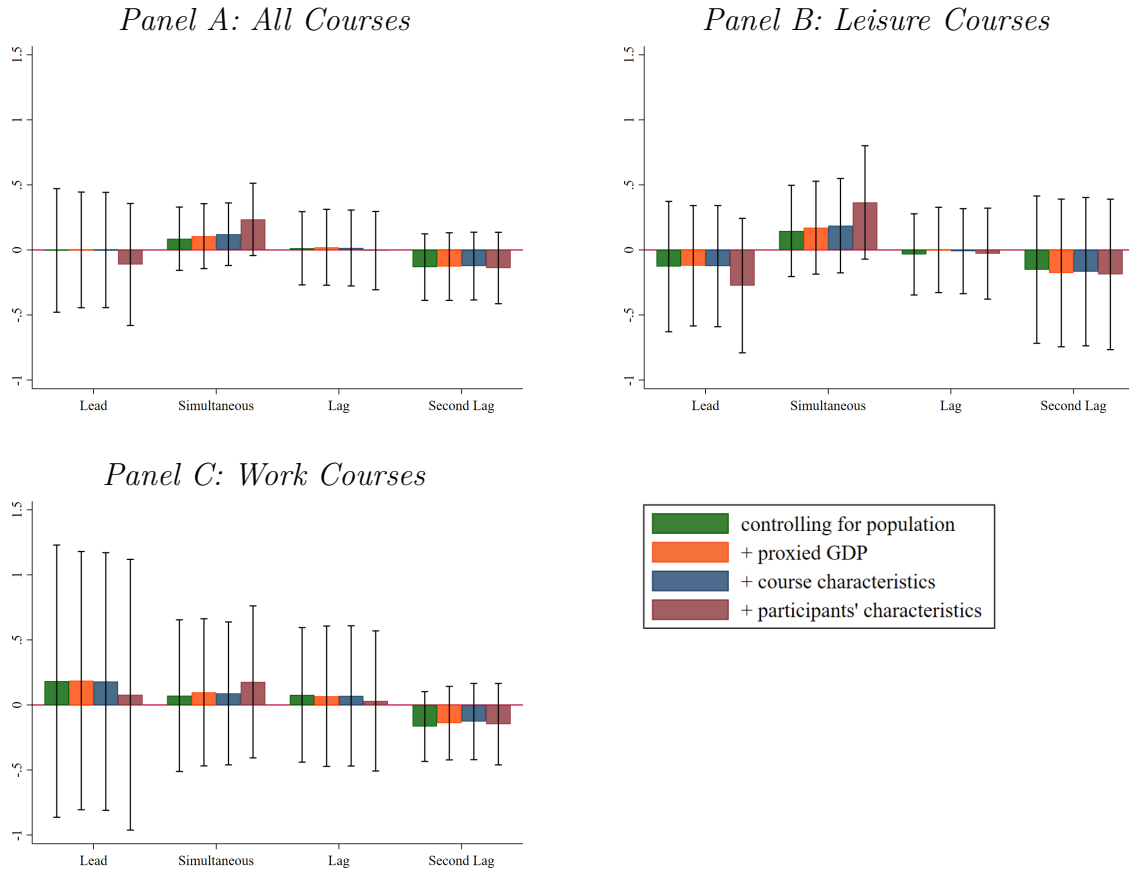 Panel A: All Courses
1.5
1
.5
0
-.5
-1
Lead Simultaneous Lag Second Lag
Panel B: Leisure Courses
1.5
1
.5
0
-.5
-1
Lead Simultaneous Lag Second Lag
Panel C: Work Courses
1.5
1
.5
0
-.5
-1
Lead Simultaneous Lag Second Lag
controlling for population
+ proxied GDP
+ course characteristics
+ participants' characteristics